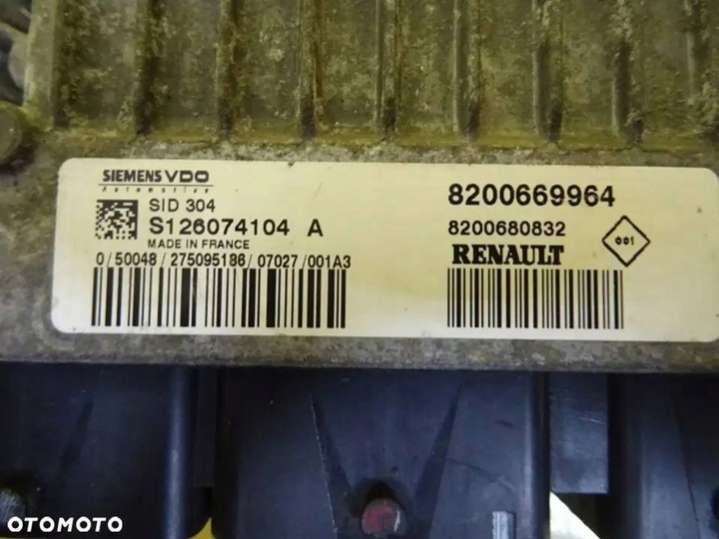 SIEMENS VDO
Automotive
SID 304
S126074104 A
MADE IN FRANCE
0/50048/275095186/07027/001A3
8200669964
8200680832
RENAULT
001
OTOMOTO